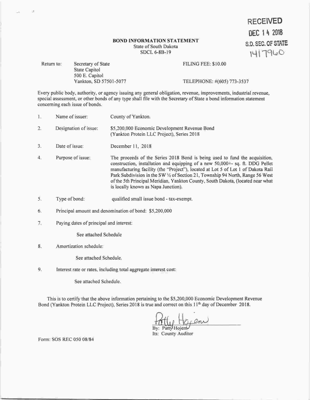 RECEIVED
DEC 14 2018
S.D. SEC. OF STATE
1417960
BOND INFORMATION STATEMENT
State of South Dakota
SDCL 6-8B-19
Return to: Secretary of State FILING FEE: $10.00
State Capitol
500 E. Capitol
Yankton, SD 57501-5077 TELEPHONE: #(605) 773-3537
Every public body, authority, or agency issuing any general obligation, revenue, improvements, industrial revenue,
special assessment, or other bonds of any type shall file with the Secretary of State a bond information statement
concerning each issue of bonds.
1. Name of issuer: County of Yankton.
2. Designation of issue: $5,200,000 Economic Development Revenue Bond
(Yankton Protein LLC Project), Series 2018
3. Date of issue: December 11, 2018
4. Purpose of issue: The proceeds of the Series 2018 Bond is being used to fund the acquisition,
construction, installation and equipping of a new 50,000+- sq. ft. DDG Pellet
manufacturing facility (the "Project"), located at Lot 5 of Lot 1 of Dakota Rail
Park Subdivision in the SW ¼ of Section 21, Township 94 North, Range 56 West
of the 5th Principal Meridian, Yankton County, South Dakota, (located near what
is locally known as Napa Junction).
5. Type of bond: qualified small issue bond - tax-exempt.
6. Principal amount and denomination of bond: $5,200,000
7. Paying dates of principal and interest:
See attached Schedule
8. Amortization schedule:
See attached Schedule.
9. Interest rate or rates, including total aggregate interest cost:
See attached Schedule.
This is to certify that the above information pertaining to the $5,200,000 Economic Development Revenue
Bond (Yankton Protein LLC Project), Series 2018 is true and correct on this 11th day of December 2018.
Patty Hojem
By: Patty Hojem
Its: County Auditor
Form: SOS REC 050 08/84